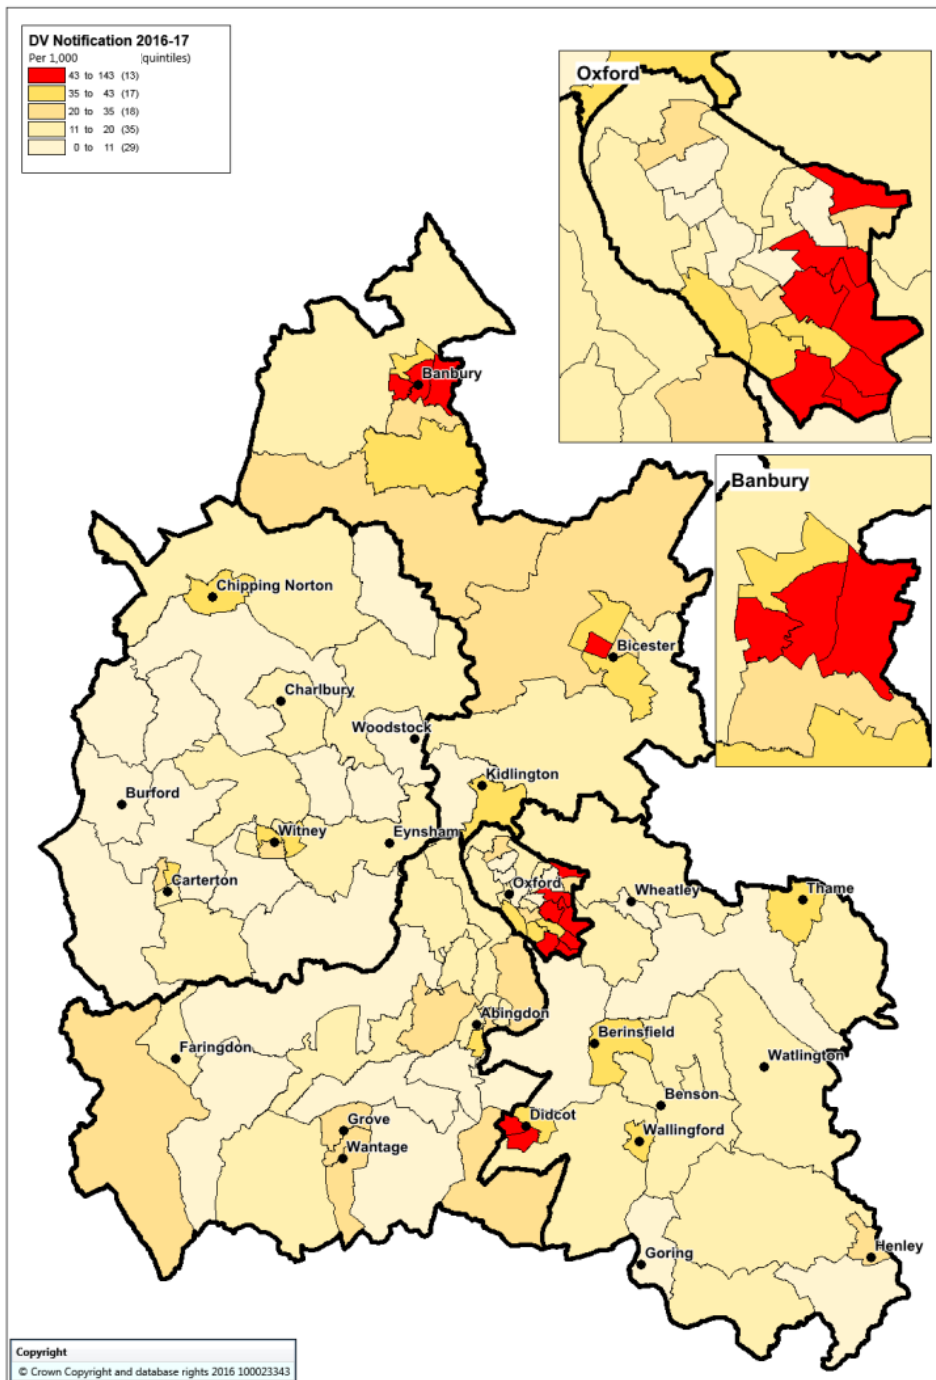 DV Notification 2016-17
Per 1,000 (quintiles)
43 to 143 (13)
35 to 43 (17)
20 to 35 (18)
11 to 20 (35)
0 to 11 (29)
Oxford
Banbury
Banbury
Chipping Norton
Bicester
Charlbury
Woodstock
Kidlington
Burford
Witney
Eynsham
Carterton
Oxford
Wheatley
Thame
Abingdon
Berinsfield
Faringdon
Watlington
Benson
Didcot
Grove
Wallingford
Wantage
Henley
Goring
Copyright
© Crown Copyright and database rights 2016 100023343